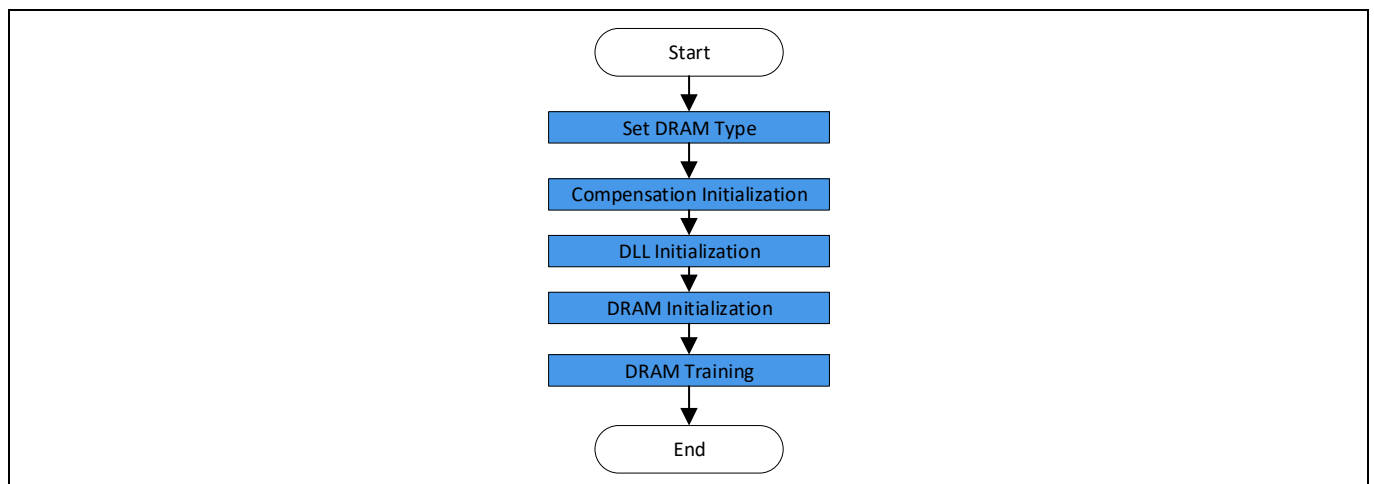 Start
Set DRAM Type
Compensation Initialization
DLL Initialization
DRAM Initialization
DRAM Training
End